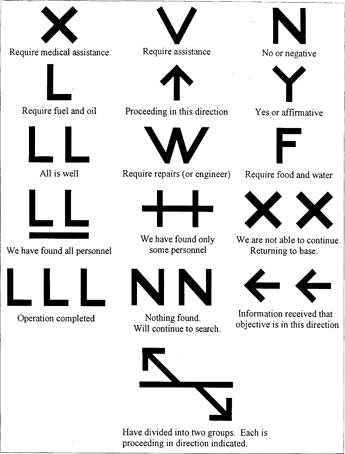 X V N
Require medical assistance Require assistance No or negative
L Y
Require fuel and oil Proceeding in this direction Yes or affirmative
LL W F
All is well Require repairs (or engineer) Require food and water
LL XX
We have found all personnel
We have found only
some personnel
We are not able to continue.
Returning to base.
LLL NN
Operation completed
Nothing found.
Will continue to search.
Information received that
objective is in this direction
Have divided into two groups. Each is
proceeding in direction indicated.